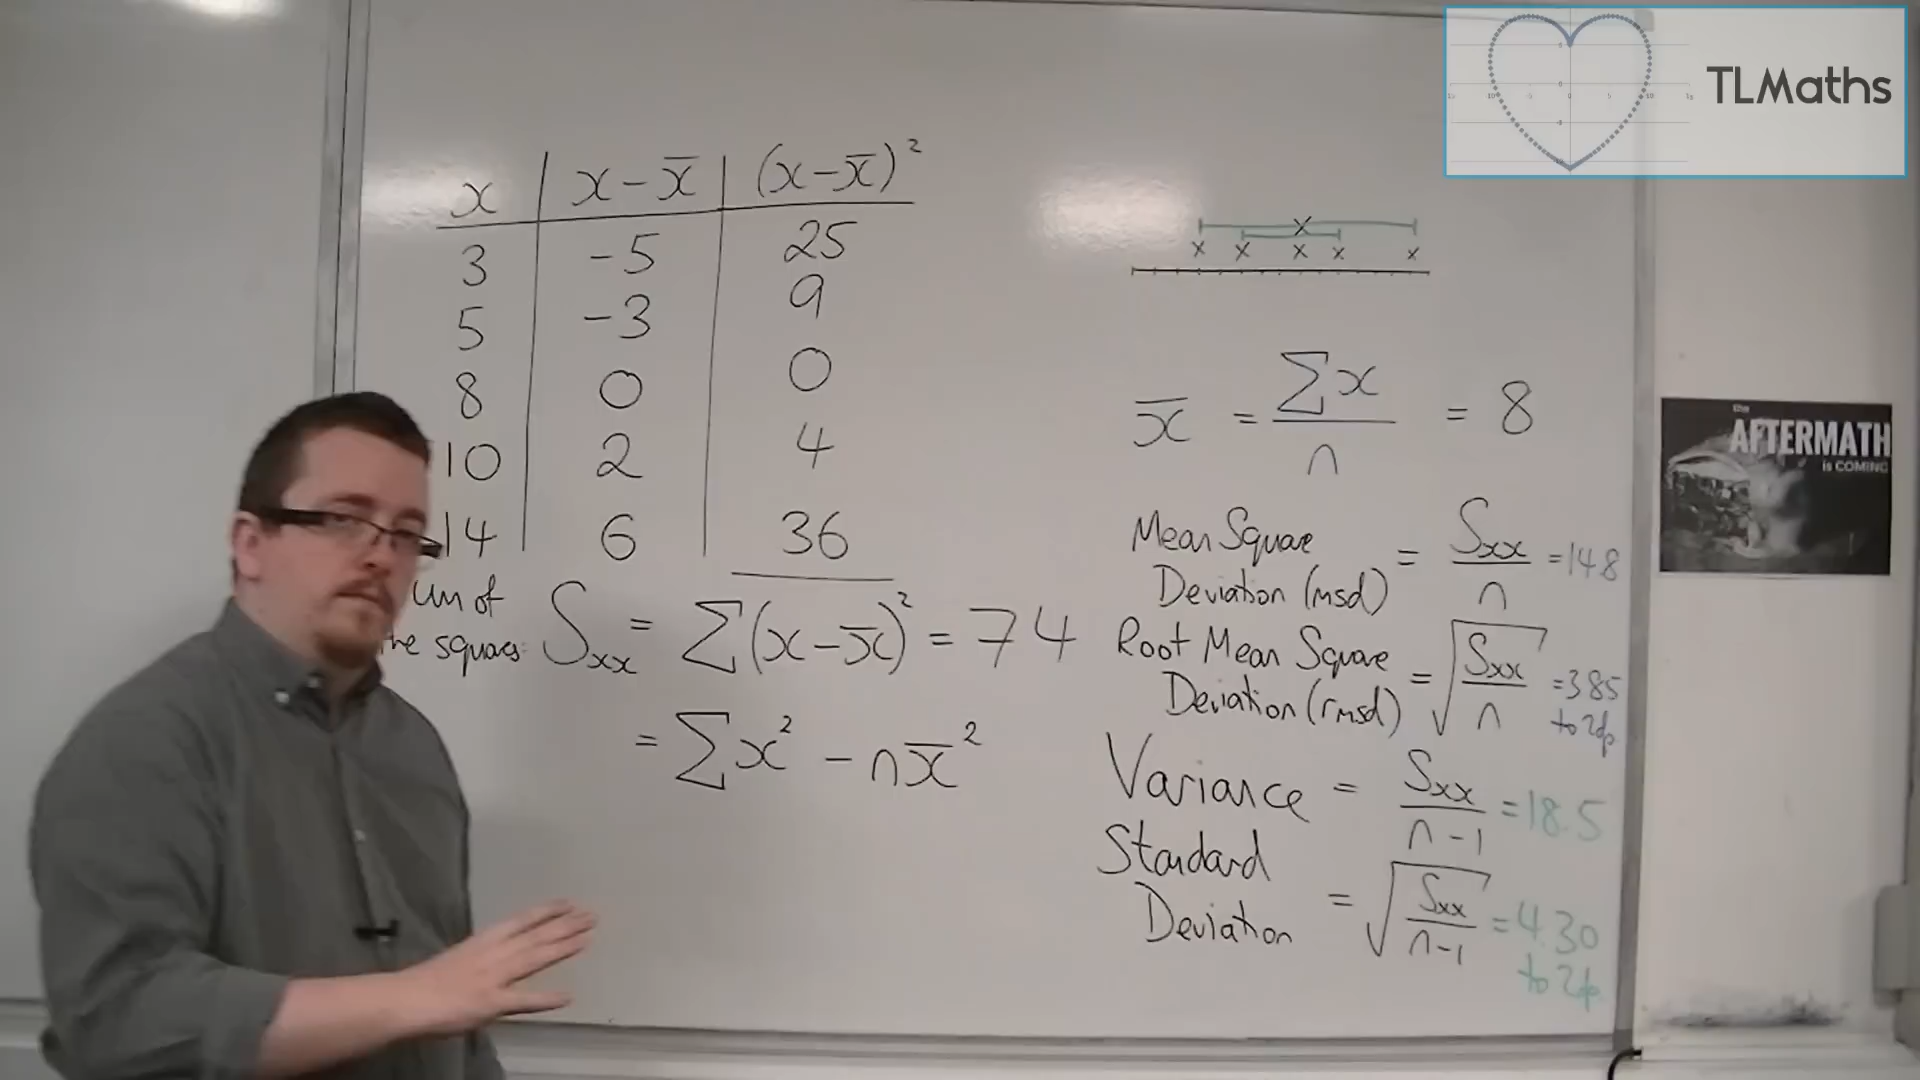 TLMaths
x | x - x̄ | (x - x̄)²
3 | -5 | 25
5 | -3 | 9
8 | 0 | 0
10 | 2 | 4
14 | 6 | 36
um of
he squares: Sxx = ∑(x - x̄)² = 74
= ∑x² - nx̄²
x
x x x x x
x̄ = ∑x / n = 8
Mean Square
Deviation (msd) = Sxx / n = 14.8
Root Mean Square
Deviation (rmsd) = √(Sxx / n) = 3.85
to 2dp
Variance = Sxx / n - 1 = 18.5
Standard
Deviation = √(Sxx / n-1) = 4.30
to 2dp
the
AFTERMATH
is COMING